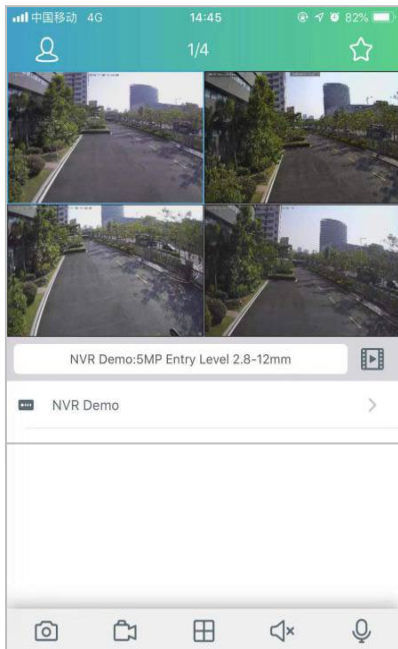 中国移动 4G 14:45 82%
1/4
NVR Demo:5MP Entry Level 2.8-12mm
NVR Demo